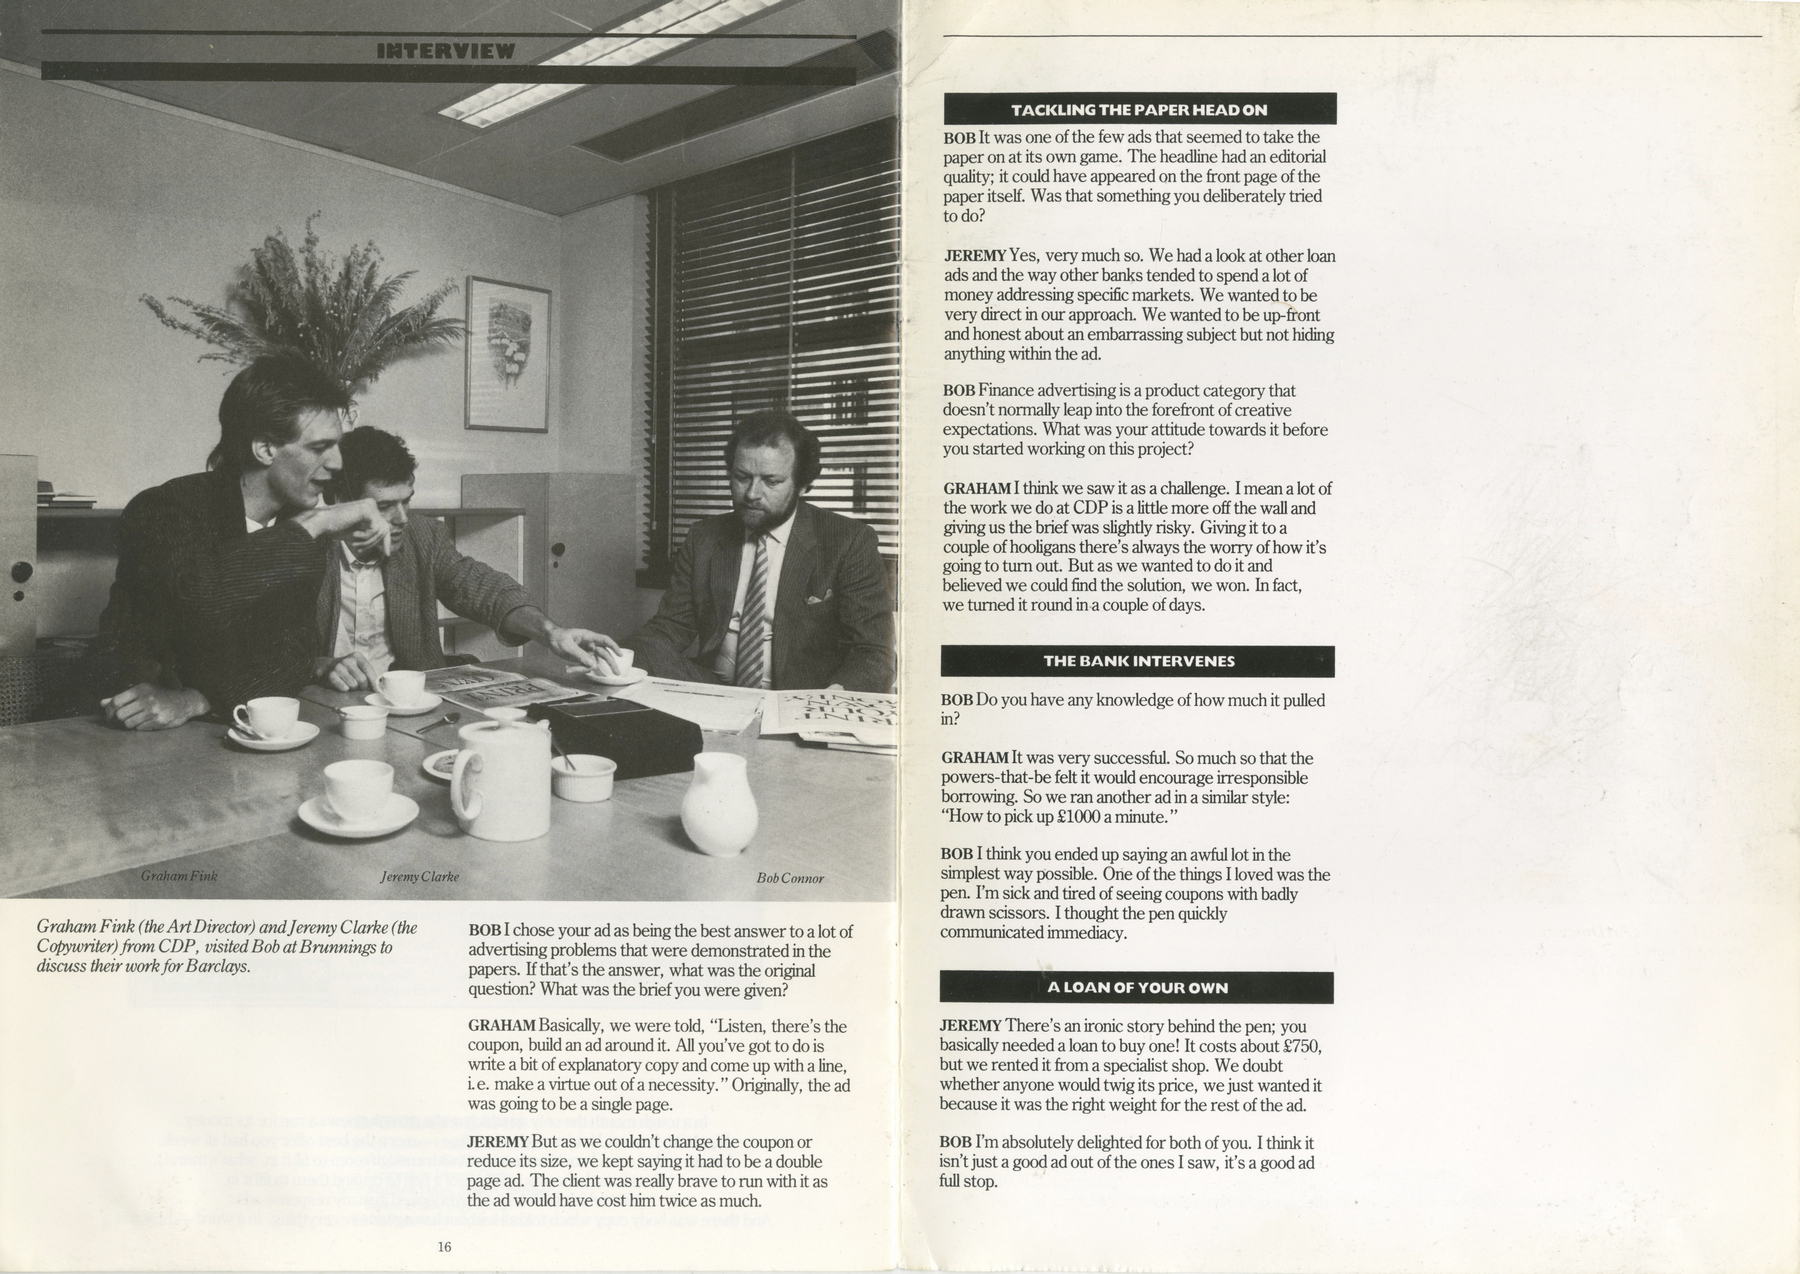 INTERVIEW
Graham Fink
Jeremy Clarke
Bob Connor
Graham Fink (the Art Director) and Jeremy Clarke (the
Copywriter) from CDP, visited Bob at Brunnings to
discuss their work for Barclays.
BOB I chose your ad as being the best answer to a lot of
advertising problems that were demonstrated in the
papers. If that's the answer, what was the original
question? What was the brief you were given?
GRAHAM Basically, we were told, "Listen, there's the
coupon, build an ad around it. All you've got to do is
write a bit of explanatory copy and come up with a line,
i.e. make a virtue out of a necessity." Originally, the ad
was going to be a single page.
JEREMY But as we couldn't change the coupon or
reduce its size, we kept saying it had to be a double
page ad. The client was really brave to run with it as
the ad would have cost him twice as much.
16
TACKLING THE PAPER HEAD ON
BOB It was one of the few ads that seemed to take the
paper on at its own game. The headline had an editorial
quality; it could have appeared on the front page of the
paper itself. Was that something you deliberately tried
to do?
JEREMY Yes, very much so. We had a look at other loan
ads and the way other banks tended to spend a lot of
money addressing specific markets. We wanted to be
very direct in our approach. We wanted to be up-front
and honest about an embarrassing subject but not hiding
anything within the ad.
BOB Finance advertising is a product category that
doesn't normally leap into the forefront of creative
expectations. What was your attitude towards it before
you started working on this project?
GRAHAM I think we saw it as a challenge. I mean a lot of
the work we do at CDP is a little more off the wall and
giving us the brief was slightly risky. Giving it to a
couple of hooligans there's always the worry of how it's
going to turn out. But as we wanted to do it and
believed we could find the solution, we won. In fact,
we turned it round in a couple of days.
THE BANK INTERVENES
BOB Do you have any knowledge of how much it pulled
in?
GRAHAM It was very successful. So much so that the
powers-that-be felt it would encourage irresponsible
borrowing. So we ran another ad in a similar style:
"How to pick up £1000 a minute."
BOB I think you ended up saying an awful lot in the
simplest way possible. One of the things I loved was the
pen. I'm sick and tired of seeing coupons with badly
drawn scissors. I thought the pen quickly
communicated immediacy.
A LOAN OF YOUR OWN
JEREMY There's an ironic story behind the pen; you
basically needed a loan to buy one! It costs about £750,
but we rented it from a specialist shop. We doubt
whether anyone would twig its price, we just wanted it
because it was the right weight for the rest of the ad.
BOB I'm absolutely delighted for both of you. I think it
isn't just a good ad out of the ones I saw, it's a good ad
full stop.